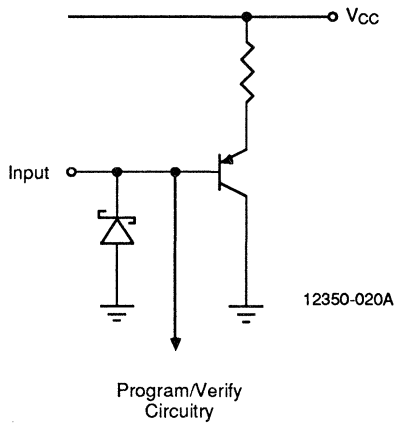 VCC
Input
12350-020A
Program/Verify
Circuitry